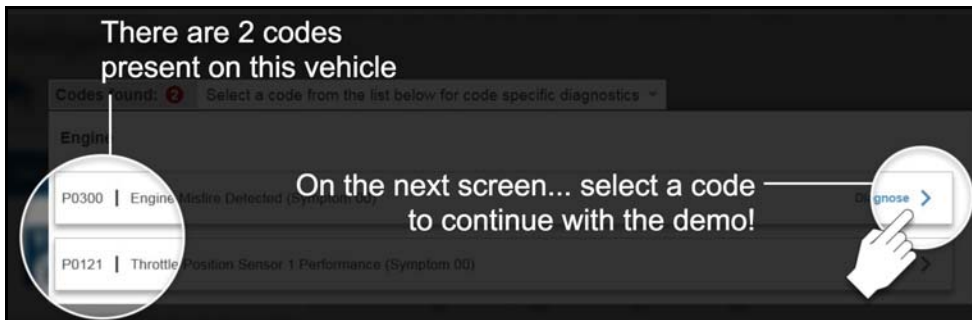 There are 2 codes
present on this vehicle
Codes found: 2 Select a code from the list below for code specific diagnostics
Engine
P0300 | Engine Misfire Detected (Symptom 00)
On the next screen... select a code
to continue with the demo!
Diagnose
P0121 | Throttle Position Sensor 1 Performance (Symptom 00)